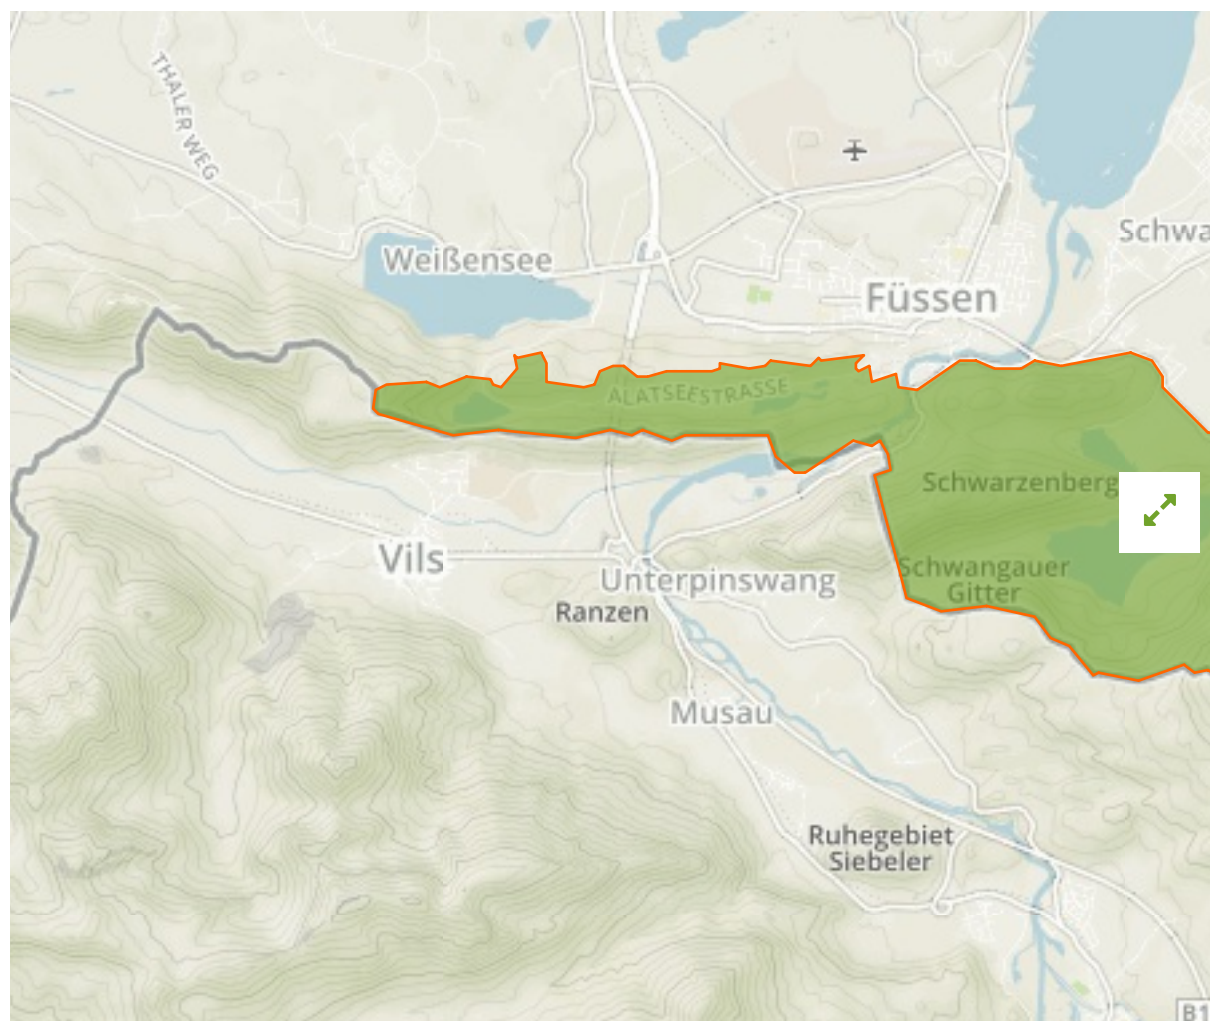 THALER WEG
Weißensee
Schwa
Füssen
ALATSEESTRASSE
Schwarzenberg
Vils
Schwangauer
Gitter
Unterpinswang
Ranzen
Musau
Ruhegebiet
Siebeler
B1